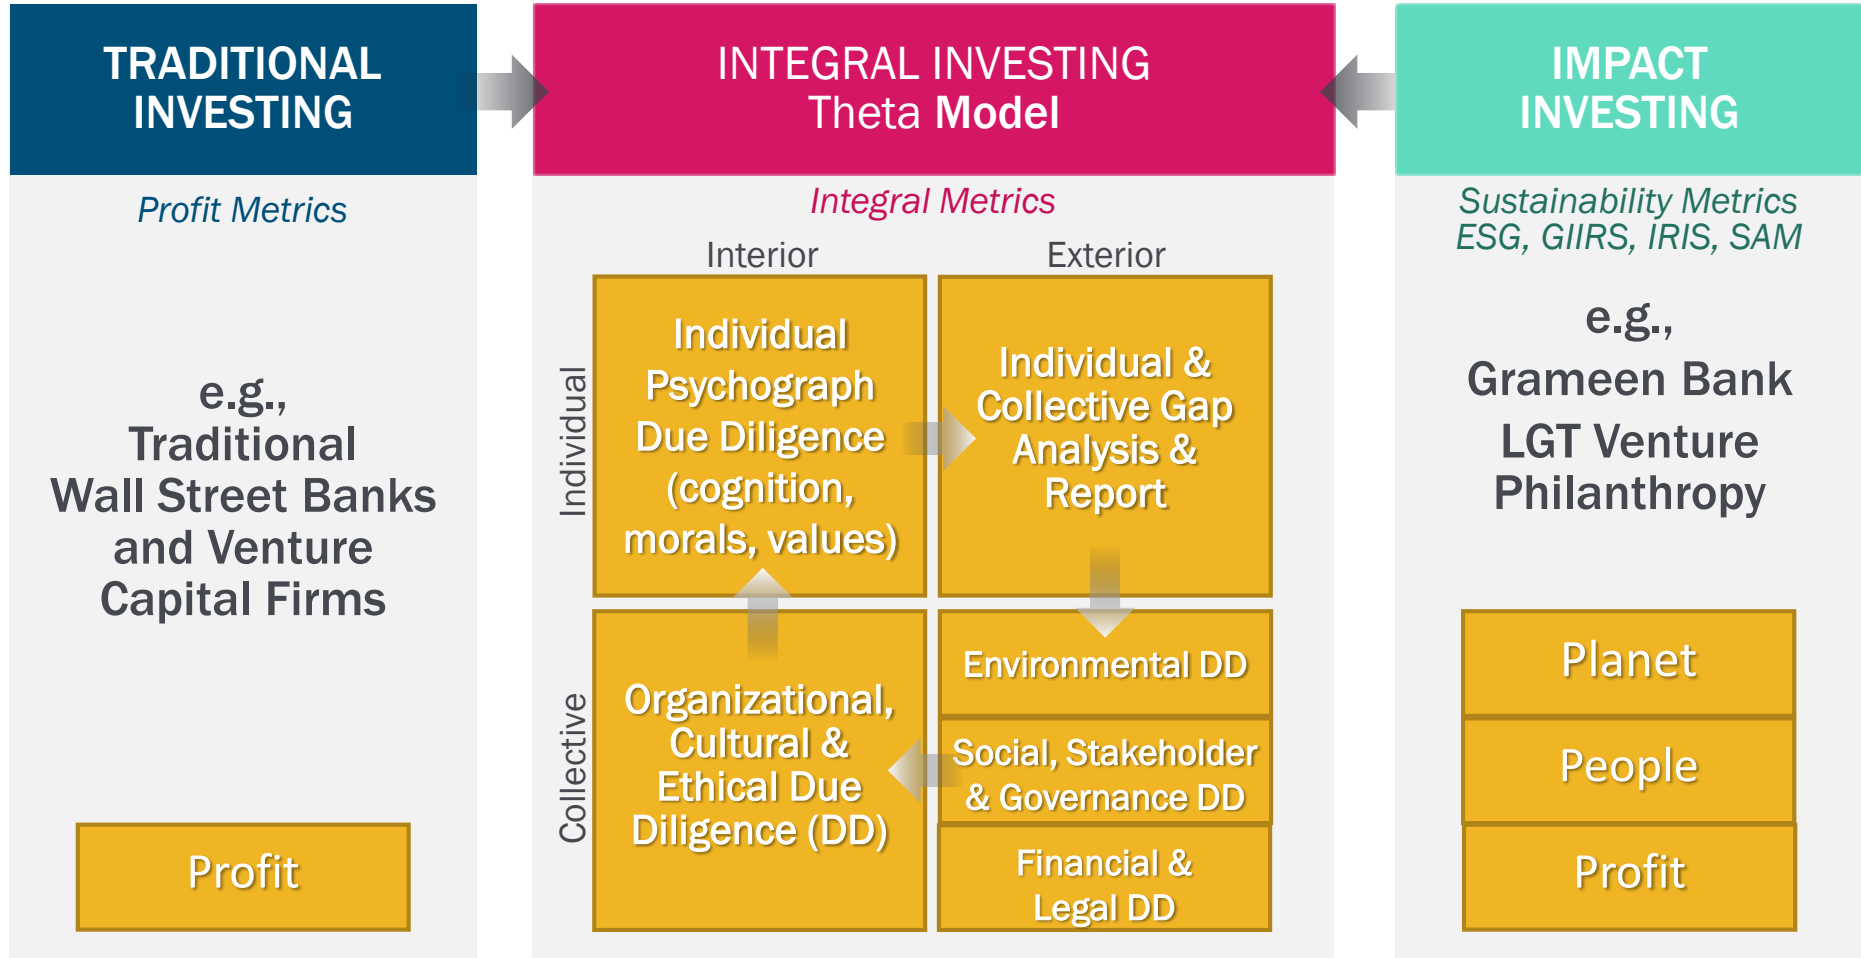 TRADITIONAL
INVESTING
Profit Metrics
e.g.,
Traditional
Wall Street Banks
and Venture
Capital Firms
Profit
INTEGRAL INVESTING
Theta Model
Integral Metrics
Interior
Exterior
Individual
Individual
Psychograph
Due Diligence
(cognition,
morals, values)
Individual &
Collective Gap
Analysis &
Report
Collective
Organizational,
Cultural &
Ethical Due
Diligence (DD)
Environmental DD
Social, Stakeholder
& Governance DD
Financial &
Legal DD
IMPACT
INVESTING
Sustainability Metrics
ESG, GIIRS, IRIS, SAM
e.g.,
Grameen Bank
LGT Venture
Philanthropy
Planet
People
Profit